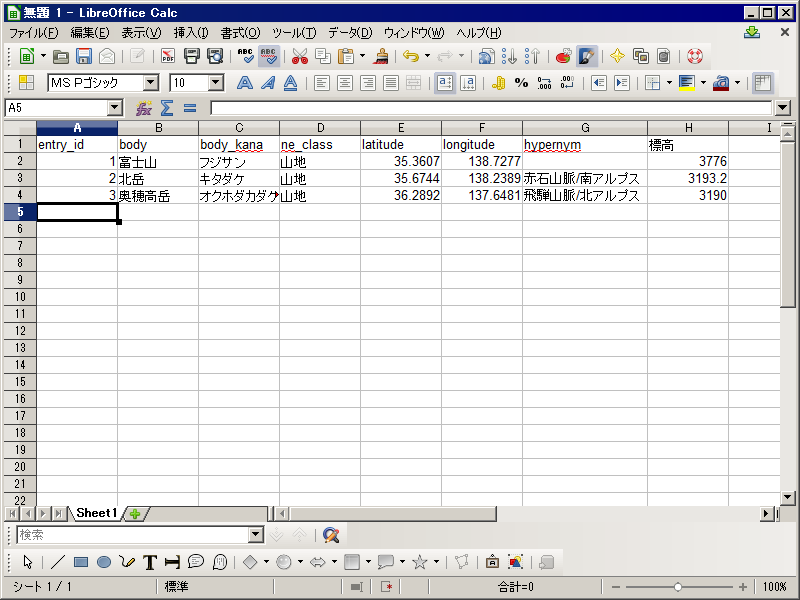 無題 1 - LibreOffice Calc
ファイル(F) 編集(E) 表示(V) 挿入(I) 書式(O) ツール(T) データ(D) ウィンドウ(W) ヘルプ(H)
MS Pゴシック 10
A5
A B C D E F G H I
1 entry_id body body_kana ne_class latitude longitude hypernym 標高
2 1 富士山 フジサン 山地 35.3607 138.7277 3776
3 2 北岳 キタダケ 山地 35.6744 138.2389 赤石山脈/南アルプス 3193.2
4 3 奥穂高岳 オクホダカダケ 山地 36.2892 137.6481 飛騨山脈/北アルプス 3190
5
6
7
8
9
10
11
12
13
14
15
16
17
18
19
20
21
22
Sheet1
検索
シート 1 / 1 標準 合計=0 100%